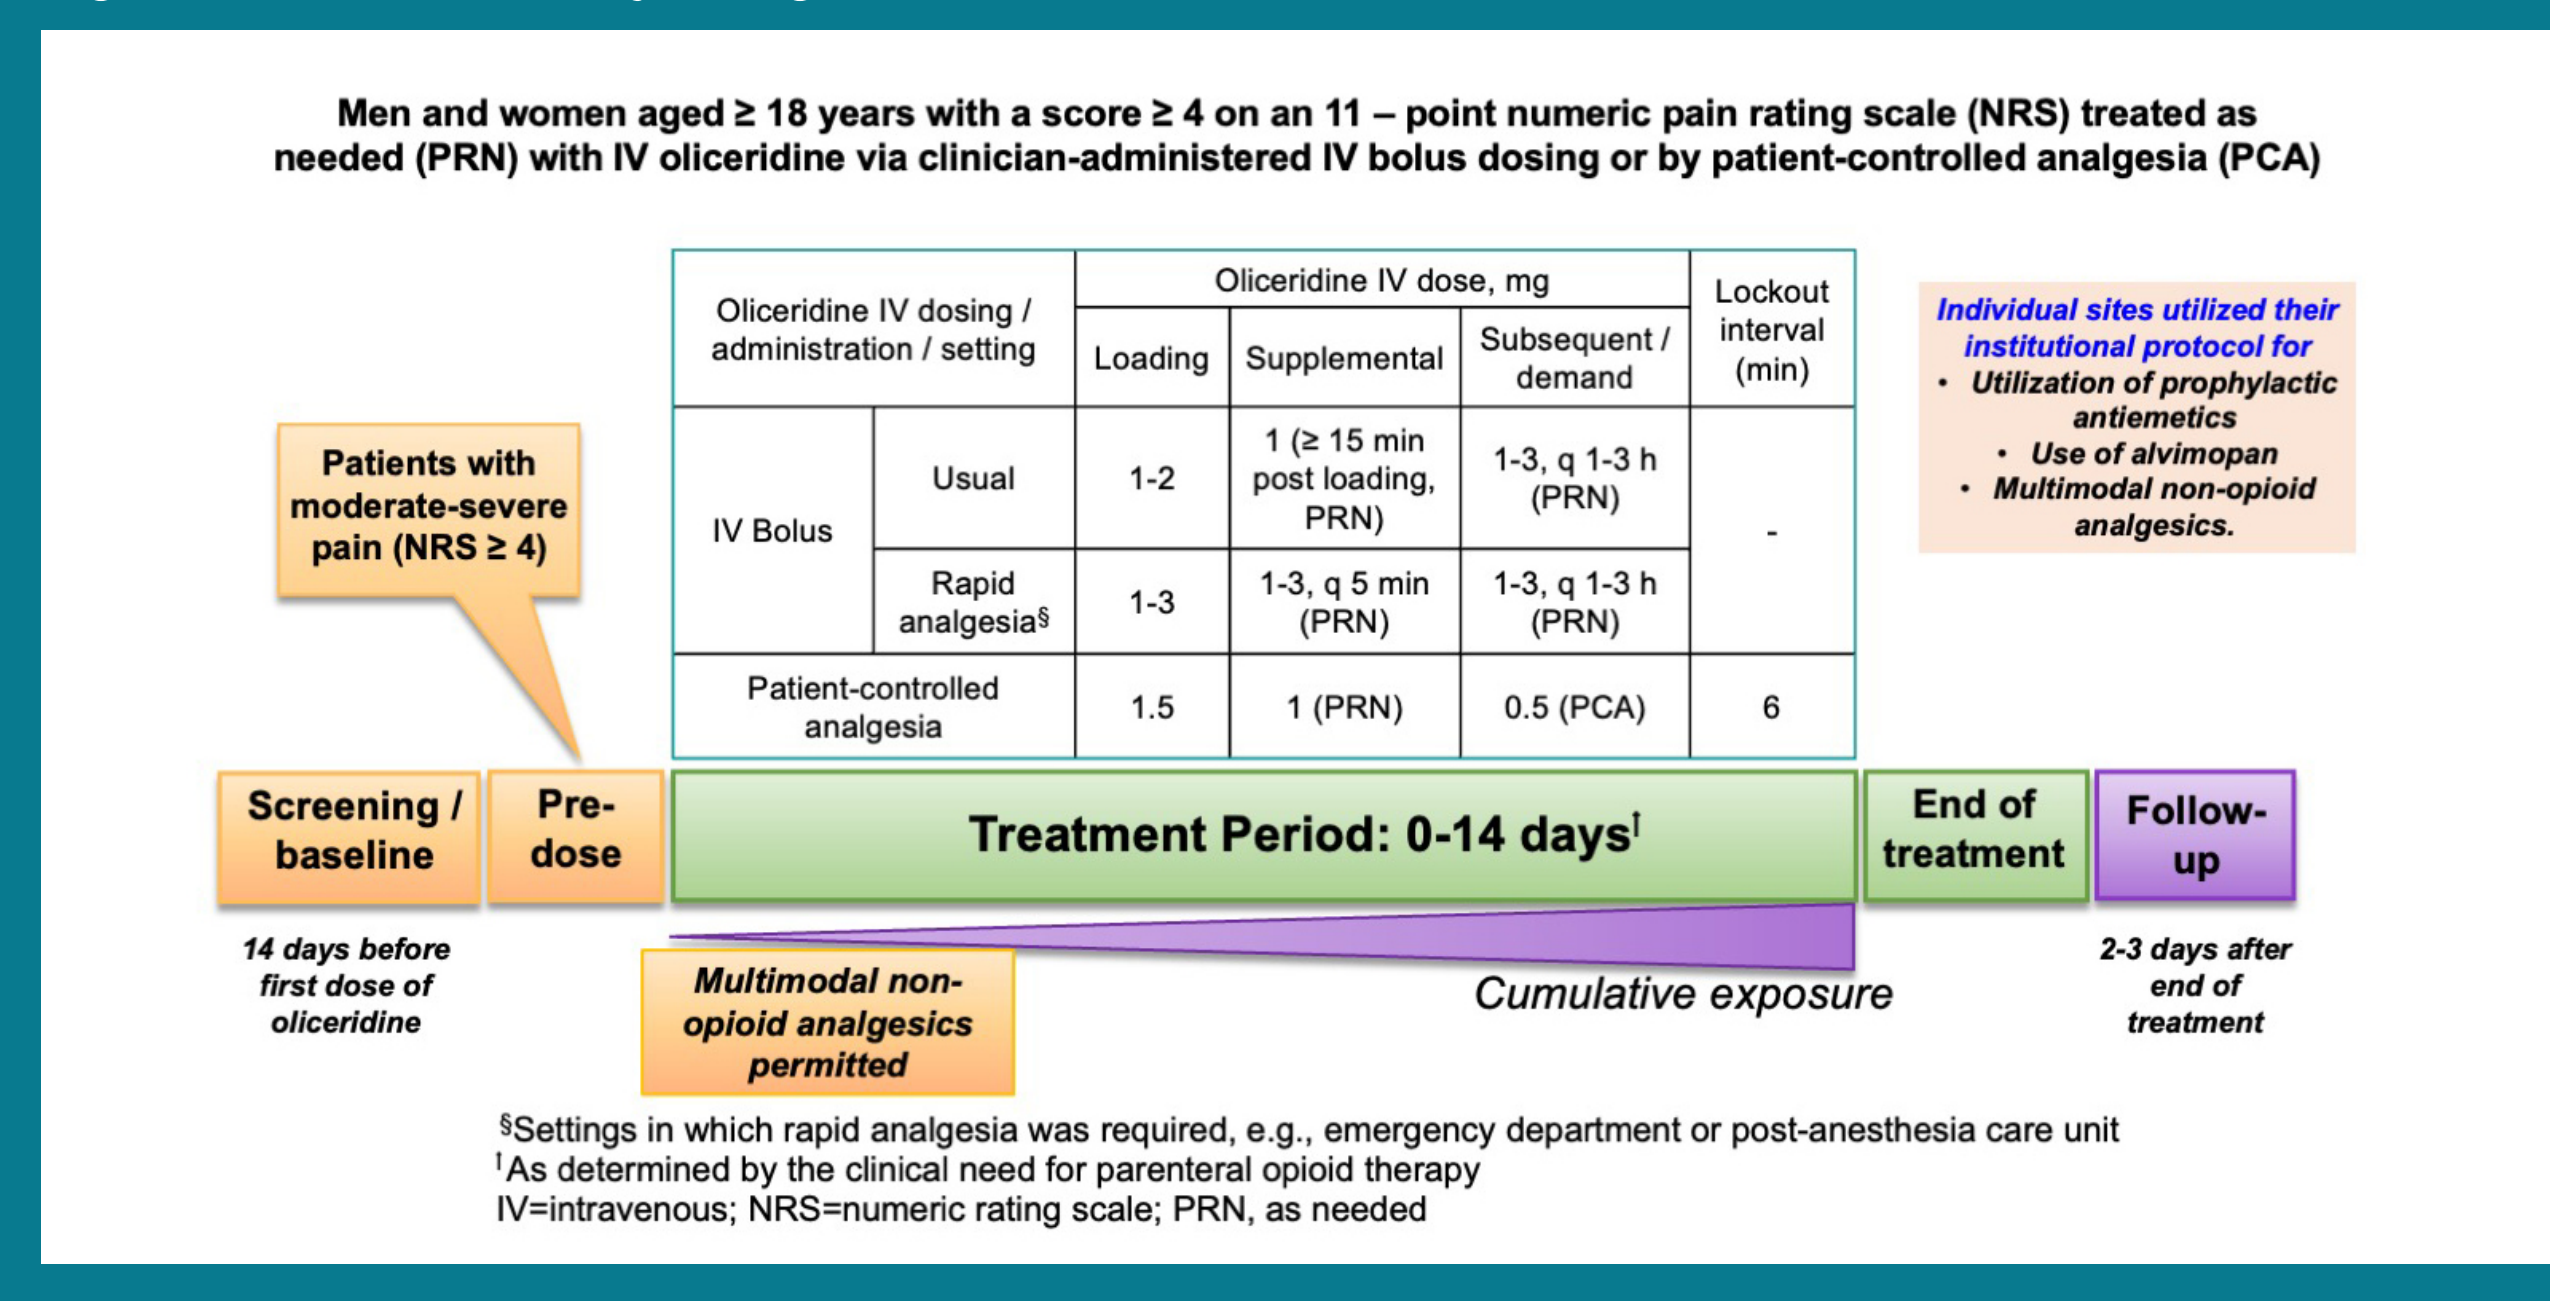 Men and women aged ≥ 18 years with a score ≥ 4 on an 11 – point numeric pain rating scale (NRS) treated as
needed (PRN) with IV oliceridine via clinician-administered IV bolus dosing or by patient-controlled analgesia (PCA)
Oliceridine IV dosing /
administration / setting
Oliceridine IV dose, mg
Loading
Supplemental
Subsequent /
demand
Lockout
interval
(min)
IV Bolus
Usual
1-2
1 (≥ 15 min
post loading,
PRN)
1-3, q 1-3 h
(PRN)
-
Rapid
analgesia§
1-3
1-3, q 5 min
(PRN)
1-3, q 1-3 h
(PRN)
Patient-controlled
analgesia
1.5
1 (PRN)
0.5 (PCA)
6
Individual sites utilized their
institutional protocol for
• Utilization of prophylactic
antiemetics
• Use of alvimopan
• Multimodal non-opioid
analgesics.
Patients with
moderate-severe
pain (NRS ≥ 4)
Screening /
baseline
Pre-
dose
Treatment Period: 0-14 days†
End of
treatment
Follow-
up
14 days before
first dose of
oliceridine
Multimodal non-
opioid analgesics
permitted
Cumulative exposure
2-3 days after
end of
treatment
§Settings in which rapid analgesia was required, e.g., emergency department or post-anesthesia care unit
†As determined by the clinical need for parenteral opioid therapy
IV=intravenous; NRS=numeric rating scale; PRN, as needed